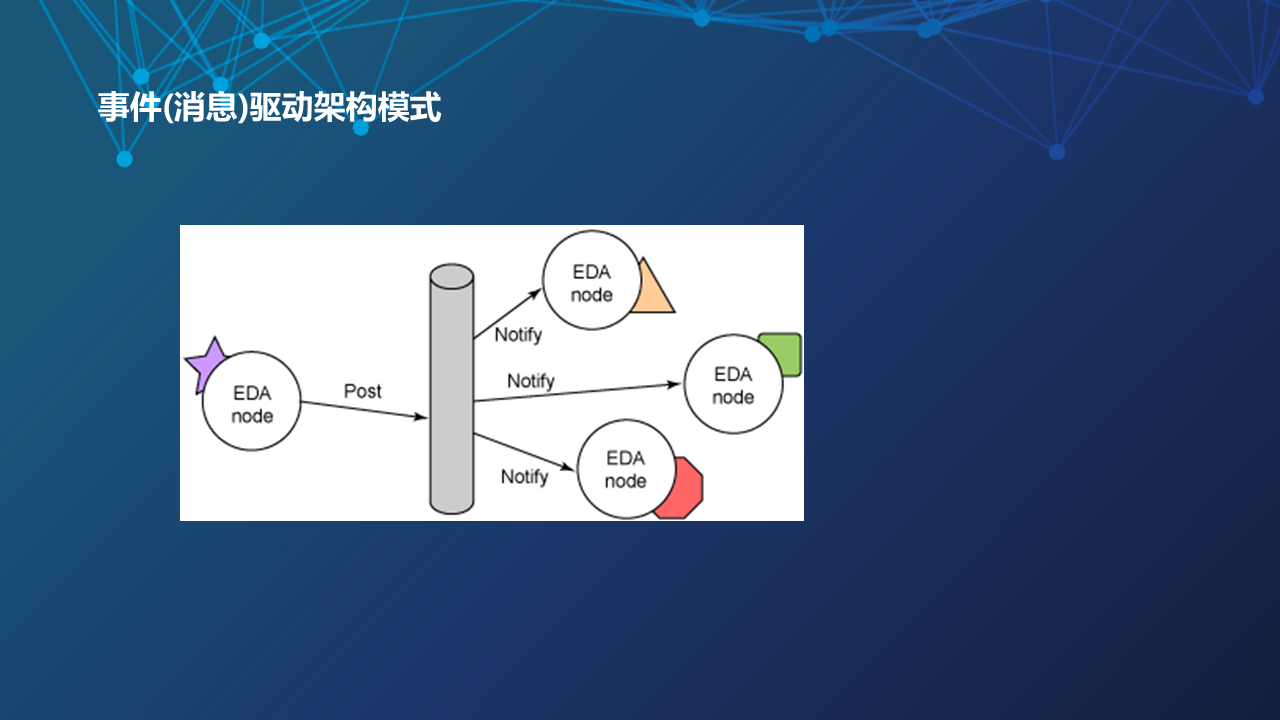 事件(消息)驱动架构模式
EDA
node
Notify
EDA
node
Post
Notify
EDA
node
EDA
node
Notify